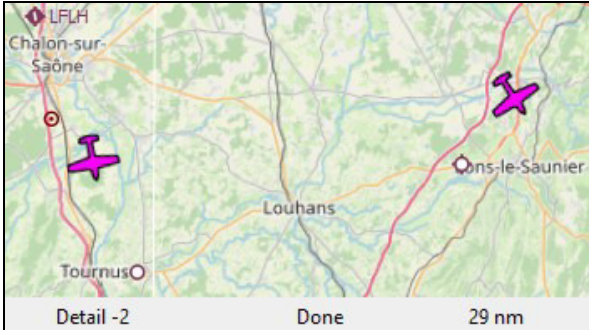 LFLH
Chalon-sur-
Saône
ons-le-Saunier
Louhans
Tournus
Detail -2
Done
29 nm